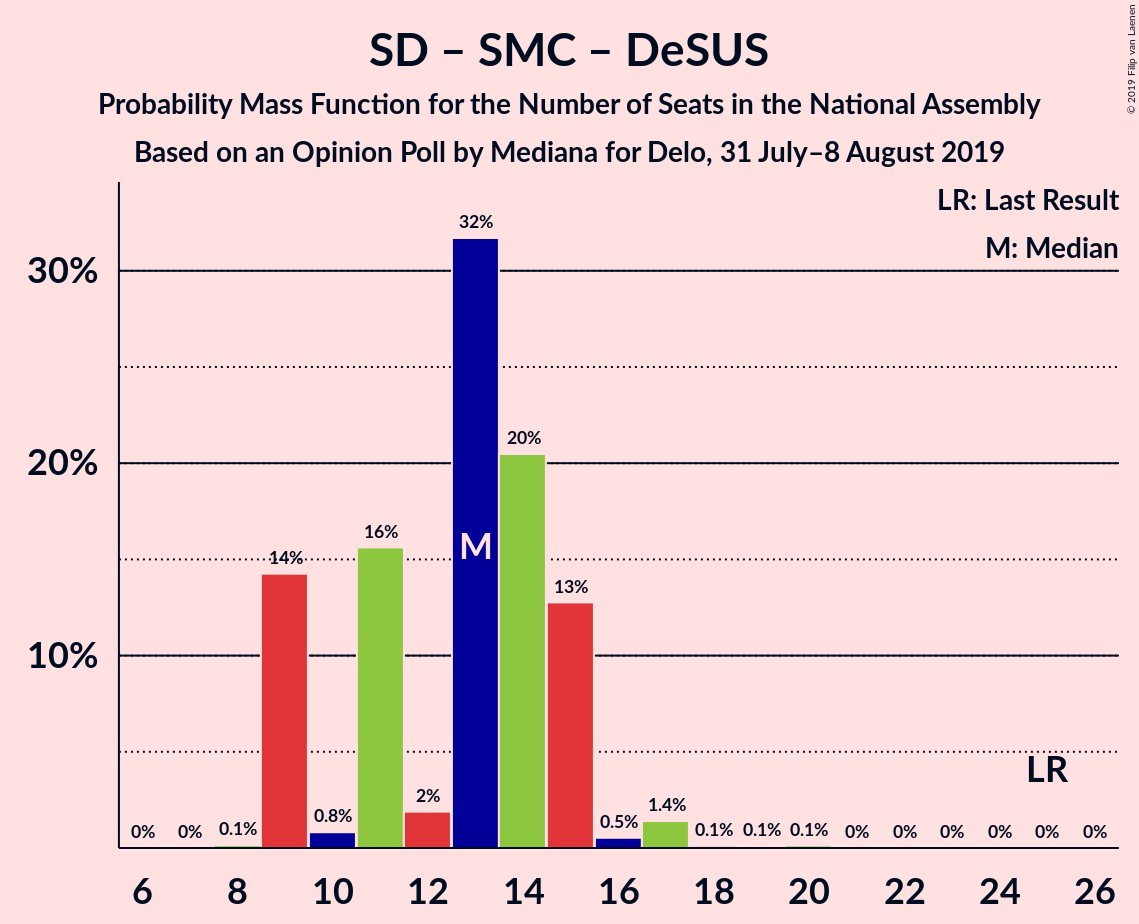 © 2019 Filip van Laenen
SD – SMC – DeSUS
Probability Mass Function for the Number of Seats in the National Assembly
Based on an Opinion Poll by Mediana for Delo, 31 July–8 August 2019
LR: Last Result
M: Median
30%
20%
10%
0% 0% 0.1% 14% 0.8% 16% 2% 32% 20% 13% 0.5% 1.4% 0.1% 0.1% 0.1% 0% 0% 0% 0% 0% 0%
M
LR
6 8 10 12 14 16 18 20 22 24 26